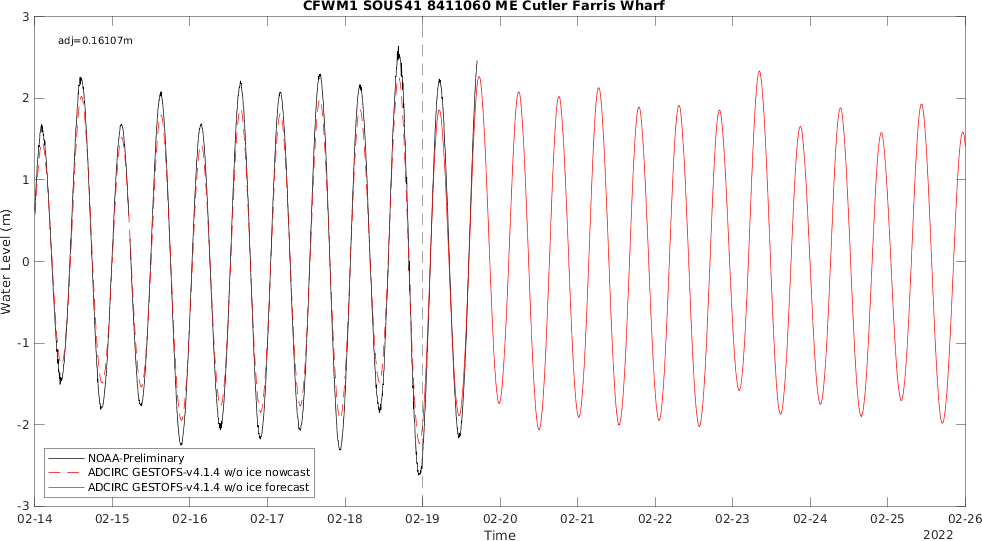 CFWM1 SOUS41 8411060 ME Cutler Farris Wharf
adj=0.16107m
3
2
1
0
-1
-2
-3
Water Level (m)
NOAA-Preliminary
ADCIRC GESTOFS-v4.1.4 w/o ice nowcast
ADCIRC GESTOFS-v4.1.4 w/o ice forecast
02-14 02-15 02-16 02-17 02-18 02-19 02-20 02-21 02-22 02-23 02-24 02-25 02-26
Time
2022